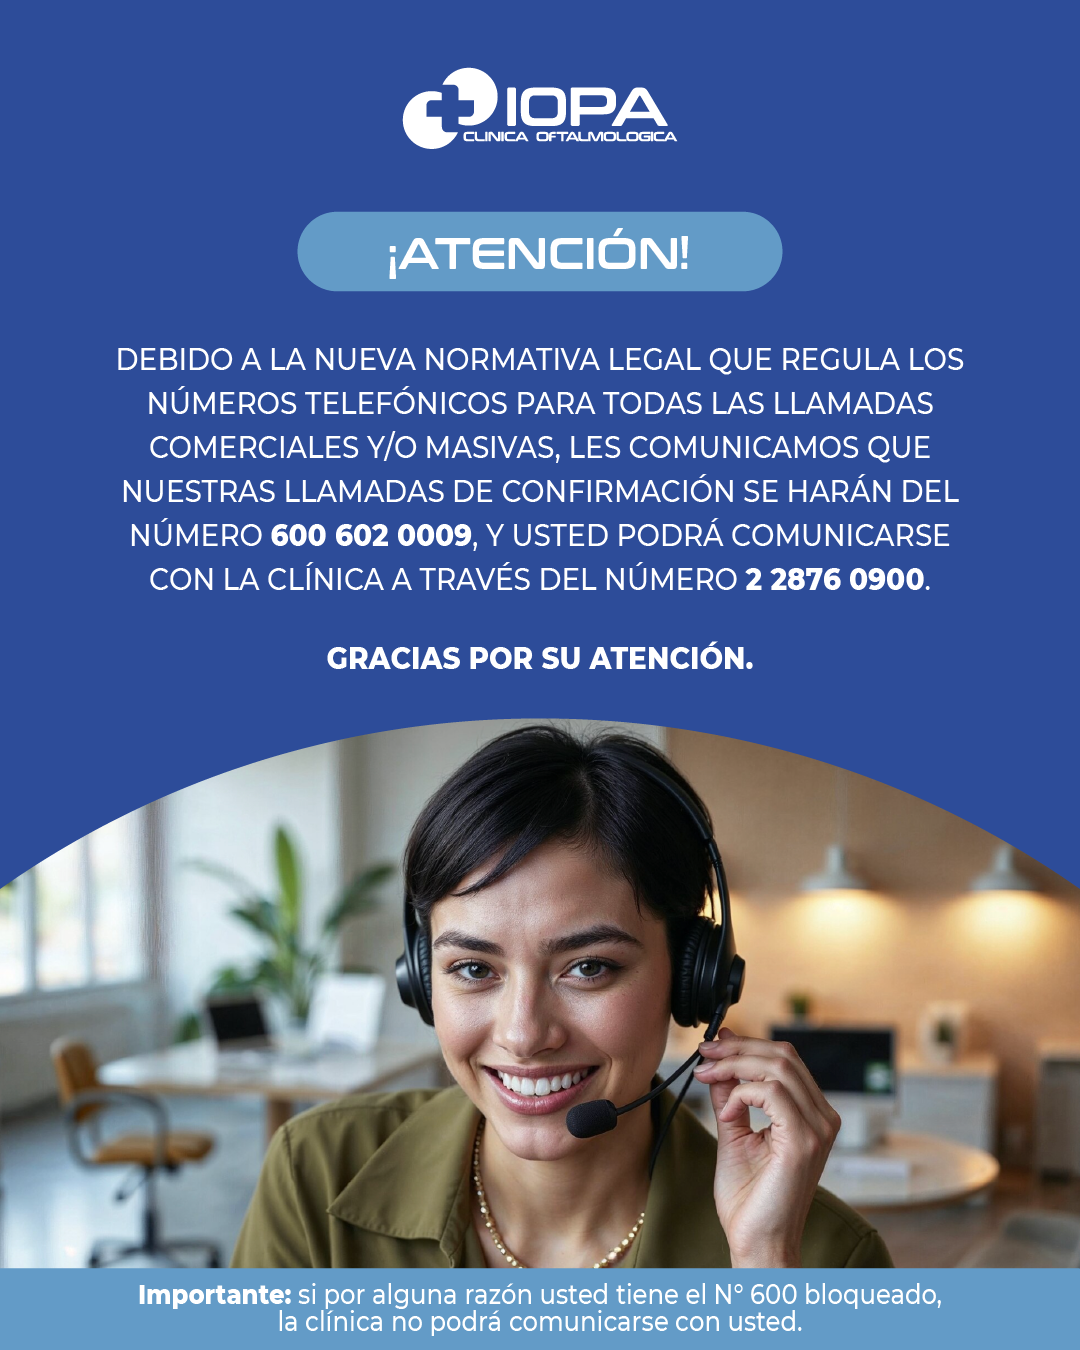 IOPA
CLINICA OFTALMOLOGICA
¡ATENCIÓN!
DEBIDO A LA NUEVA NORMATIVA LEGAL QUE REGULA LOS
NÚMEROS TELEFÓNICOS PARA TODAS LAS LLAMADAS
COMERCIALES Y/O MASIVAS, LES COMUNICAMOS QUE
NUESTRAS LLAMADAS DE CONFIRMACIÓN SE HARÁN DEL
NÚMERO 600 602 0009, Y USTED PODRÁ COMUNICARSE
CON LA CLÍNICA A TRAVÉS DEL NÚMERO 2 2876 0900.
GRACIAS POR SU ATENCIÓN.
Importante: si por alguna razón usted tiene el N° 600 bloqueado,
la clínica no podrá comunicarse con usted.